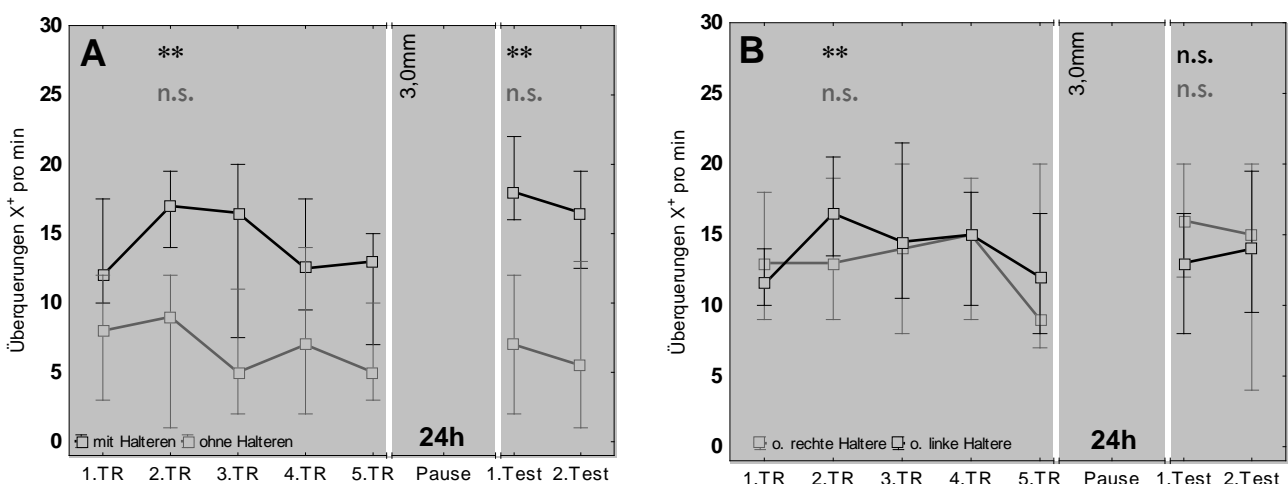 A
**
n.s.
**
n.s.
3,0mm
24h
Überquerungen X⁺ pro min
30
25
20
15
10
5
0
mit Halteren ohne Halteren
1.TR 2.TR 3.TR 4.TR 5.TR Pause 1.Test 2.Test
B
**
n.s.
n.s.
n.s.
3,0mm
24h
Überquerungen X⁺ pro min
30
25
20
15
10
5
0
o. rechte Haltere o. linke Haltere
1.TR 2.TR 3.TR 4.TR 5.TR Pause 1.Test 2.Test